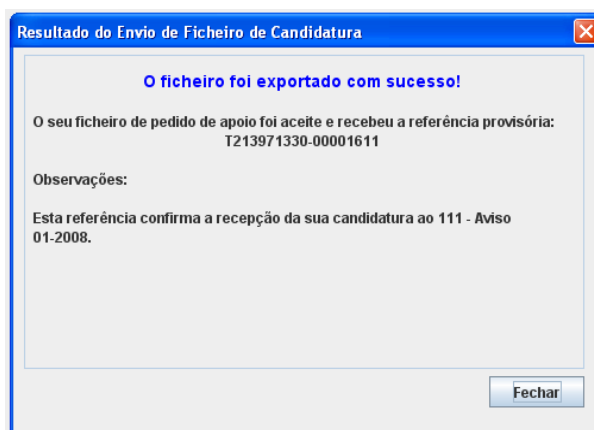 Resultado do Envio de Ficheiro de Candidatura
O ficheiro foi exportado com sucesso!
O seu ficheiro de pedido de apoio foi aceite e recebeu a referência provisória:
T213971330-00001611
Observações:
Esta referência confirma a recepção da sua candidatura ao 111 - Aviso
01-2008.
Fechar